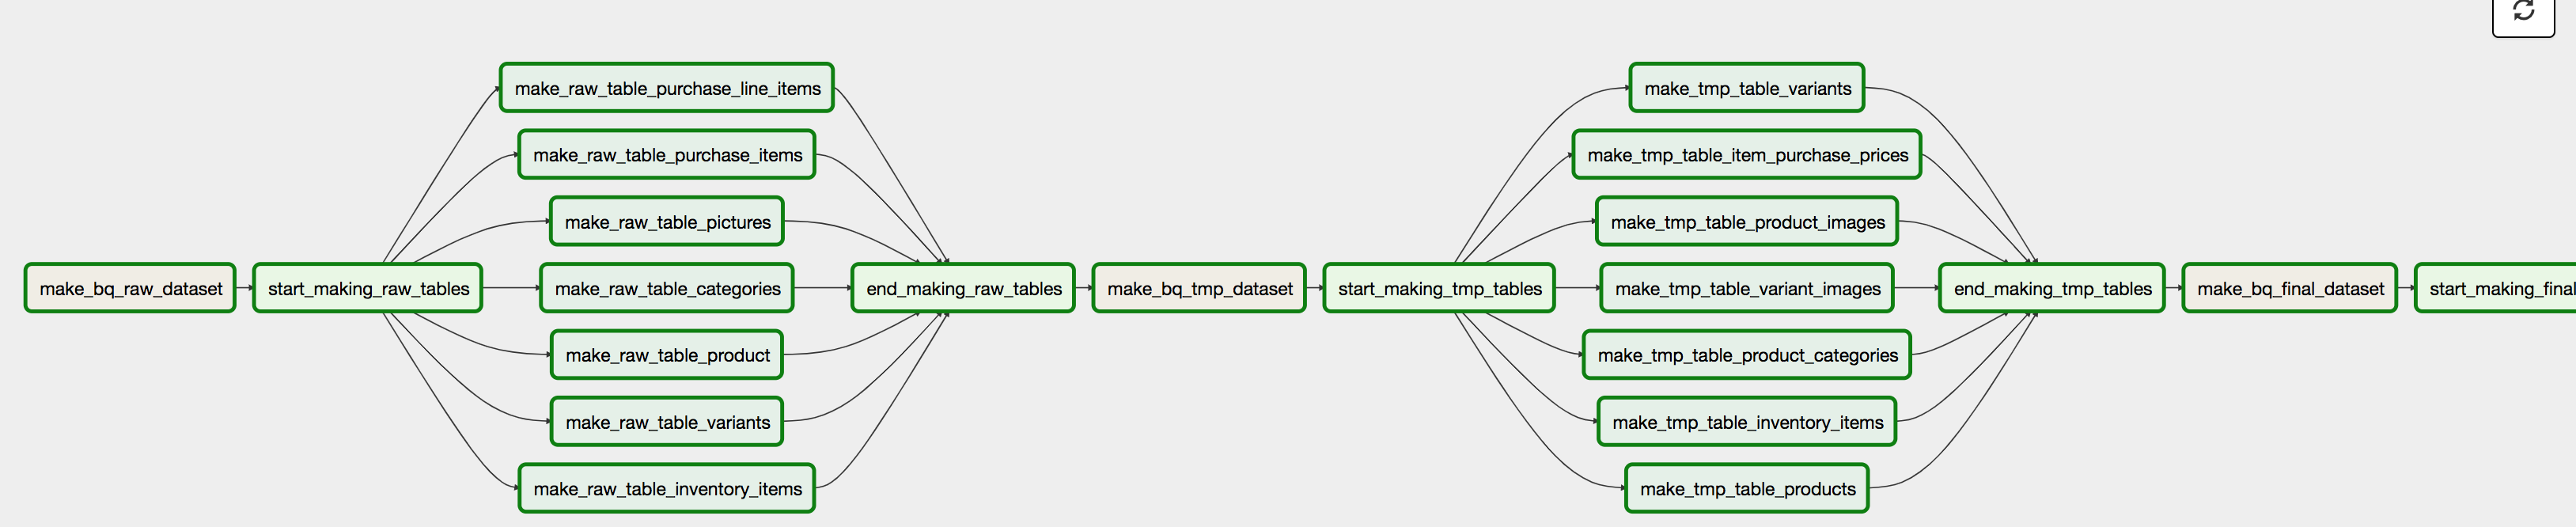 make_raw_table_purchase_line_items
make_tmp_table_variants
make_raw_table_purchase_items
make_tmp_table_item_purchase_prices
make_raw_table_pictures
make_tmp_table_product_images
make_bq_raw_dataset
start_making_raw_tables
make_raw_table_categories
end_making_raw_tables
make_bq_tmp_dataset
start_making_tmp_tables
make_tmp_table_variant_images
end_making_tmp_tables
make_bq_final_dataset
start_making_final
make_raw_table_product
make_tmp_table_product_categories
make_raw_table_variants
make_tmp_table_inventory_items
make_raw_table_inventory_items
make_tmp_table_products